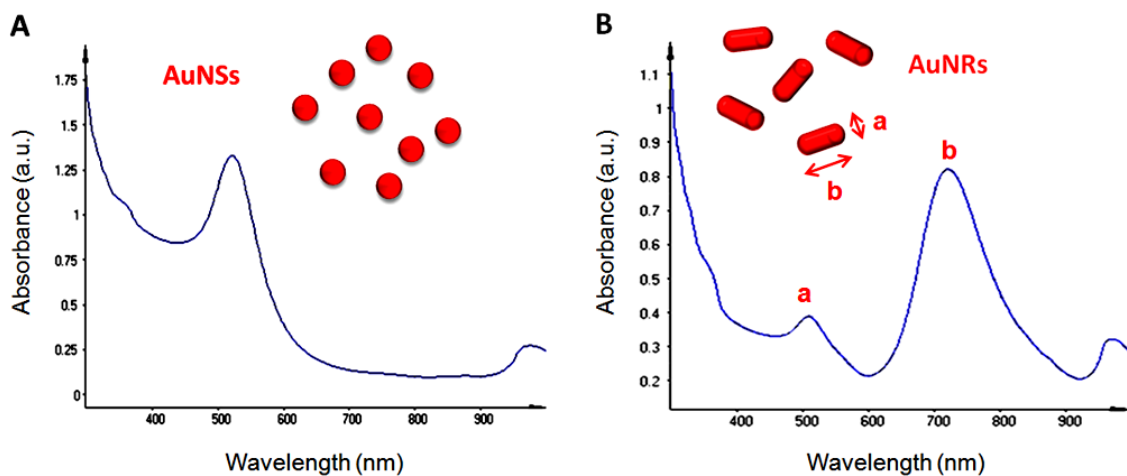 A
AuNSs
Absorbance (a.u.)
1.75
1.5
1.25
1
0.75
0.5
0.25
0
400 500 600 700 800 900
Wavelength (nm)
B
AuNRs
a
b
b
a
Absorbance (a.u.)
1.1
1
0.9
0.8
0.7
0.6
0.5
0.4
0.3
0.2
400 500 600 700 800 900
Wavelength (nm)